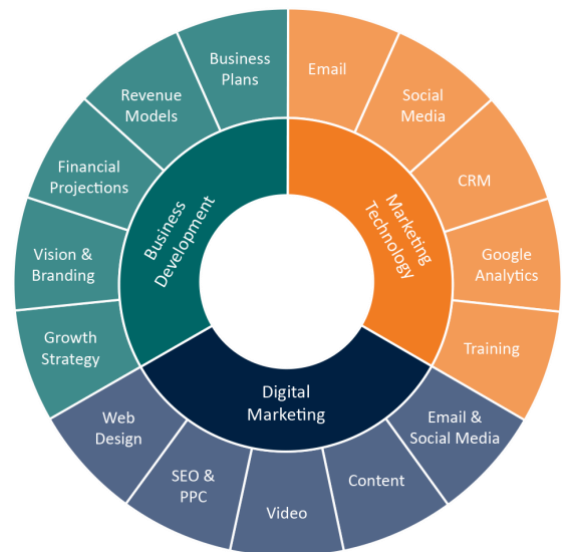 Business
Plans
Email
Revenue
Models
Social
Media
Financial
Projections
CRM
Business
Development
Marketing
Technology
Vision &
Branding
Google
Analytics
Growth
Strategy
Training
Digital
Marketing
Web
Design
Email &
Social Media
SEO &
PPC
Content
Video